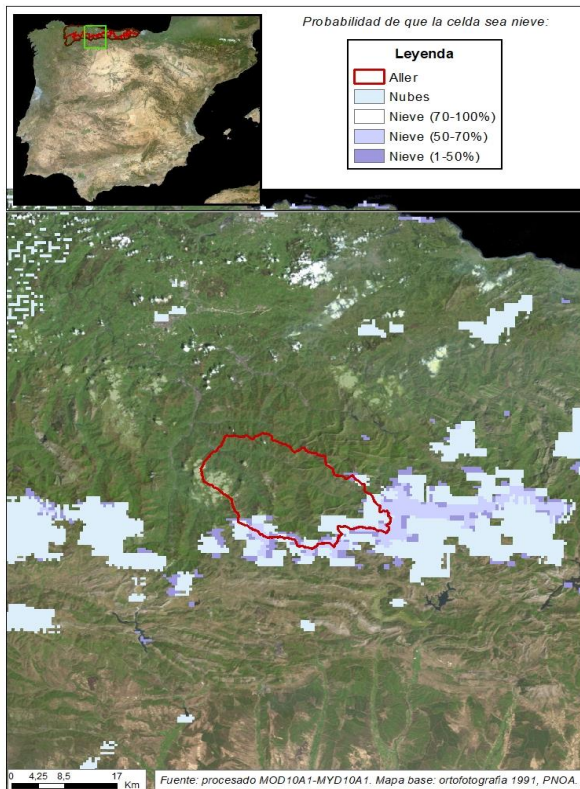 Probabilidad de que la celda sea nieve:
Leyenda
Aller
Nubes
Nieve (70-100%)
Nieve (50-70%)
Nieve (1-50%)
0 4,25 8,5 17
Km
Fuente: procesado MOD10A1-MYD10A1. Mapa base: ortofotografia 1991, PNOA.